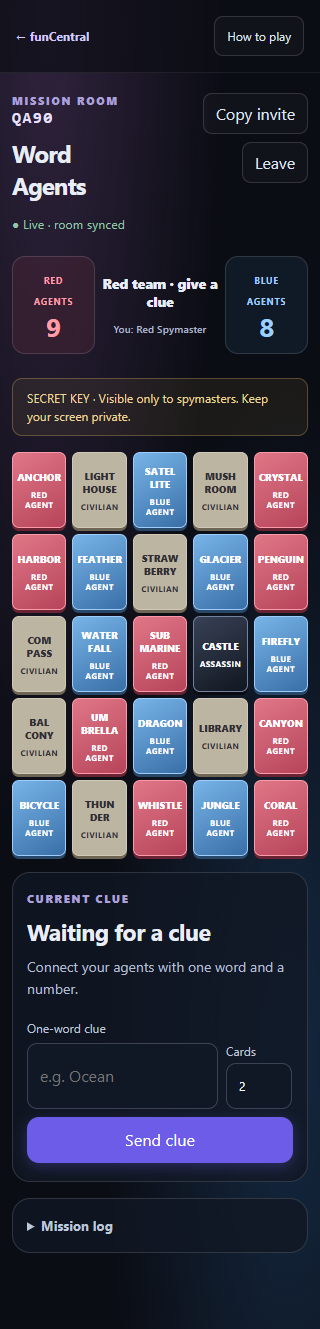 ← funCentral
How to play
MISSION ROOM
QA90
Copy invite
Word
Agents
Leave
● Live · room synced
RED
AGENTS
9
Red team · give a
clue
You: Red Spymaster
BLUE
AGENTS
8
SECRET KEY · Visible only to spymasters. Keep
your screen private.
ANCHOR
RED
AGENT
LIGHT
HOUSE
CIVILIAN
SATEL
LITE
BLUE
AGENT
MUSH
ROOM
CIVILIAN
CRYSTAL
RED
AGENT
HARBOR
RED
AGENT
FEATHER
BLUE
AGENT
STRAW
BERRY
CIVILIAN
GLACIER
BLUE
AGENT
PENGUIN
RED
AGENT
COM
PASS
CIVILIAN
WATER
FALL
BLUE
AGENT
SUB
MARINE
RED
AGENT
CASTLE
ASSASSIN
FIREFLY
BLUE
AGENT
BAL
CONY
CIVILIAN
UM
BRELLA
RED
AGENT
DRAGON
BLUE
AGENT
LIBRARY
CIVILIAN
CANYON
RED
AGENT
BICYCLE
BLUE
AGENT
THUN
DER
CIVILIAN
WHISTLE
RED
AGENT
JUNGLE
BLUE
AGENT
CORAL
RED
AGENT
CURRENT CLUE
Waiting for a clue
Connect your agents with one word and a
number.
One-word clue
Cards
e.g. Ocean
2
Send clue
▶ Mission log